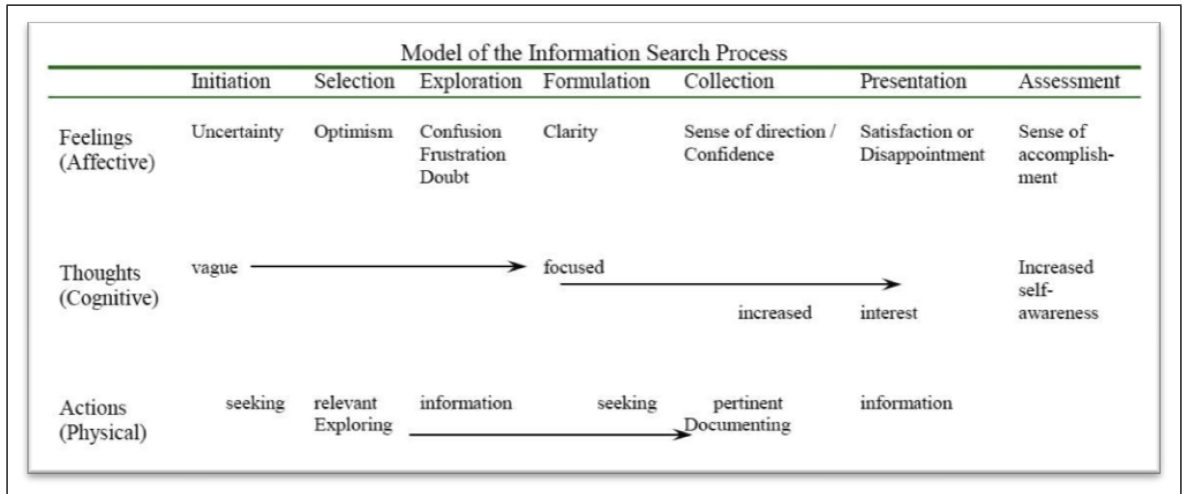 Model of the Information Search Process
Initiation Selection Exploration Formulation Collection Presentation Assessment
Feelings Uncertainty Optimism Confusion Clarity Sense of direction / Satisfaction or Sense of
(Affective) Frustration Confidence Disappointment accomplish-
Doubt ment
Thoughts vague focused Increased
(Cognitive) self-
increased interest awareness
Actions seeking relevant information seeking pertinent information
(Physical) Exploring Documenting